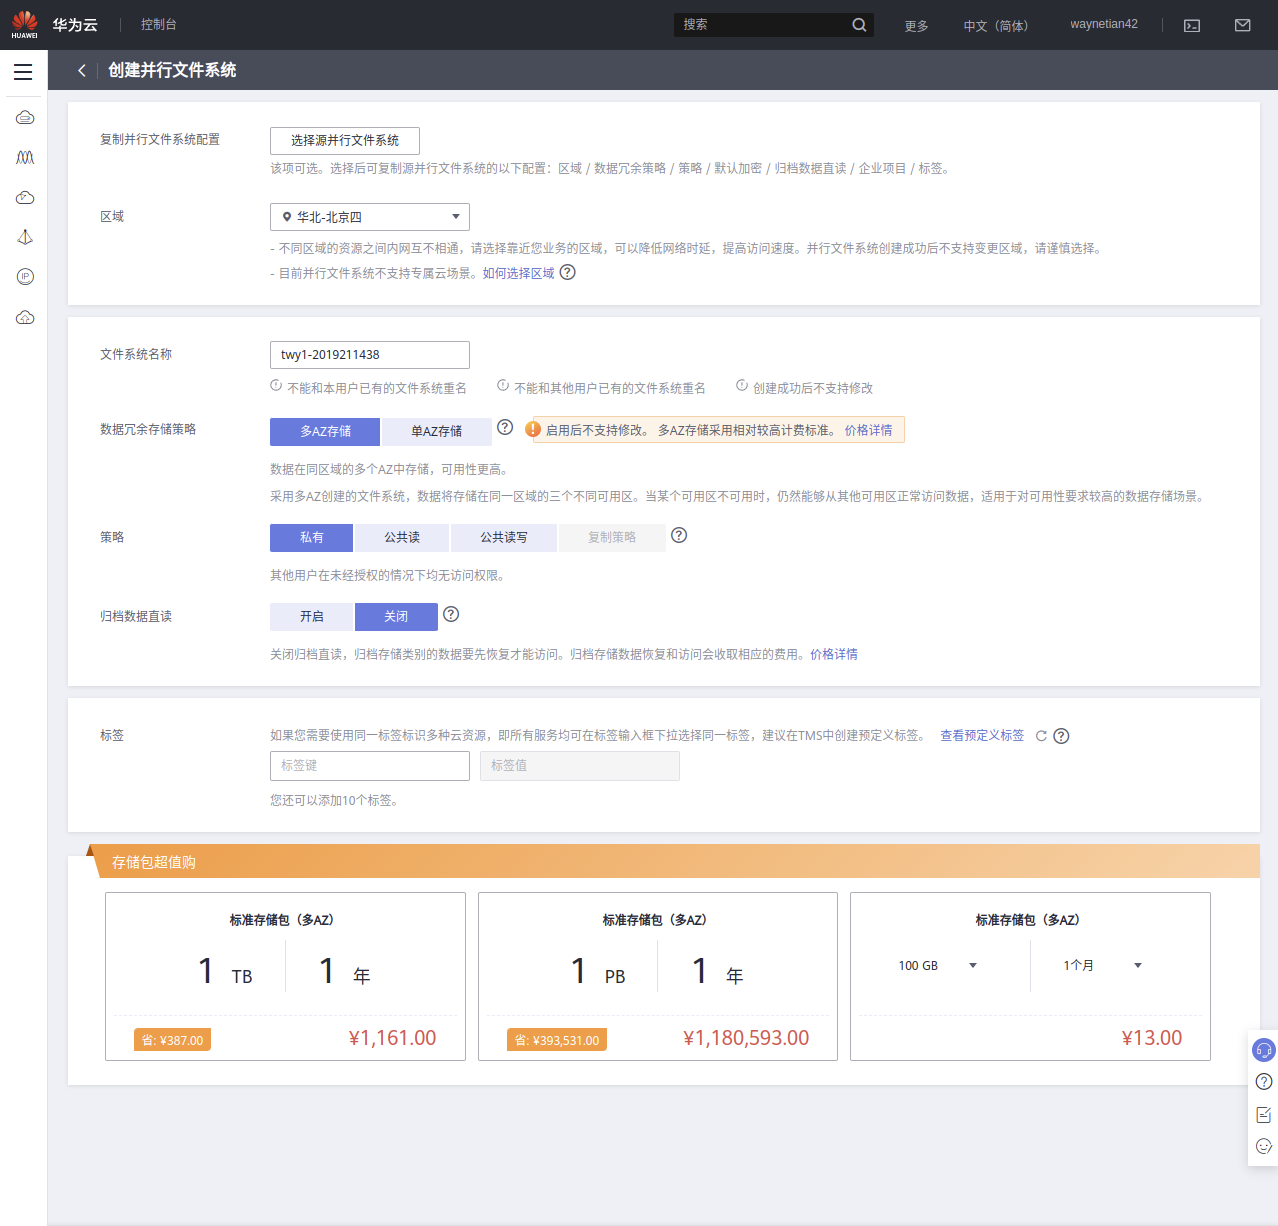 HUAWEI 华为云 控制台 搜索 更多 中文（简体） waynetian42
创建并行文件系统
复制并行文件系统配置 选择源并行文件系统
该项可选。选择后可复制源并行文件系统的以下配置：区域 / 数据冗余策略 / 策略 / 默认加密 / 归档数据直读 / 企业项目 / 标签。
区域 华北-北京四
- 不同区域的资源之间内网互不相通，请选择靠近您业务的区域，可以降低网络时延，提高访问速度。并行文件系统创建成功后不支持变更区域，请谨慎选择。
- 目前并行文件系统不支持专属云场景。如何选择区域
IP
文件系统名称 twy1-2019211438
不能和本用户已有的文件系统重名 不能和其他用户已有的文件系统重名 创建成功后不支持修改
数据冗余存储策略 多AZ存储 单AZ存储 启用后不支持修改。 多AZ存储采用相对较高计费标准。 价格详情
数据在同区域的多个AZ中存储，可用性更高。
采用多AZ创建的文件系统，数据将存储在同一区域的三个不同可用区。当某个可用区不可用时，仍然能够从其他可用区正常访问数据，适用于对可用性要求较高的数据存储场景。
策略 私有 公共读 公共读写 复制策略
其他用户在未经授权的情况下均无访问权限。
归档数据直读 开启 关闭
关闭归档直读，归档存储类别的数据要先恢复才能访问。归档存储数据恢复和访问会收取相应的费用。价格详情
标签 如果您需要使用同一标签标识多种云资源，即所有服务均可在标签输入框下拉选择同一标签，建议在TMS中创建预定义标签。 查看预定义标签
标签键 标签值
您还可以添加10个标签。
存储包超值购
标准存储包（多AZ） 标准存储包（多AZ） 标准存储包（多AZ）
1 TB 1 年 1 PB 1 年 100 GB 1个月
省: ¥387.00 ¥1,161.00 省: ¥393,531.00 ¥1,180,593.00 ¥13.00